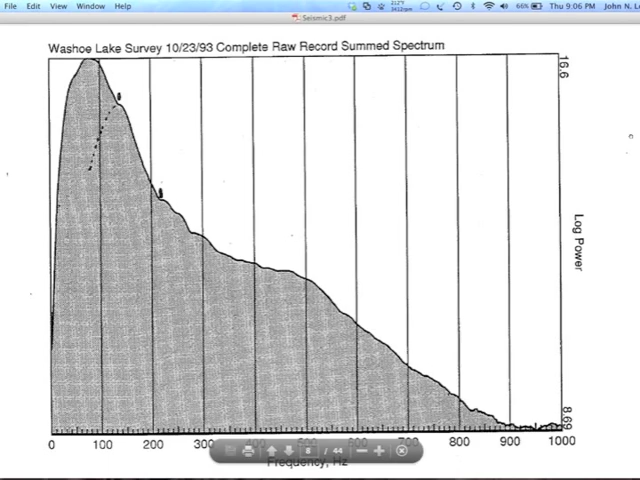 File Edit View Window Help
66% Thu 9:06 PM John N. L
Seismic3.pdf
Washoe Lake Survey 10/23/93 Complete Raw Record Summed Spectrum
16.6
Log Power
8.69
0 100 200 300 400 500 600 700 800 900 1000
8 / 44
Frequency, Hz